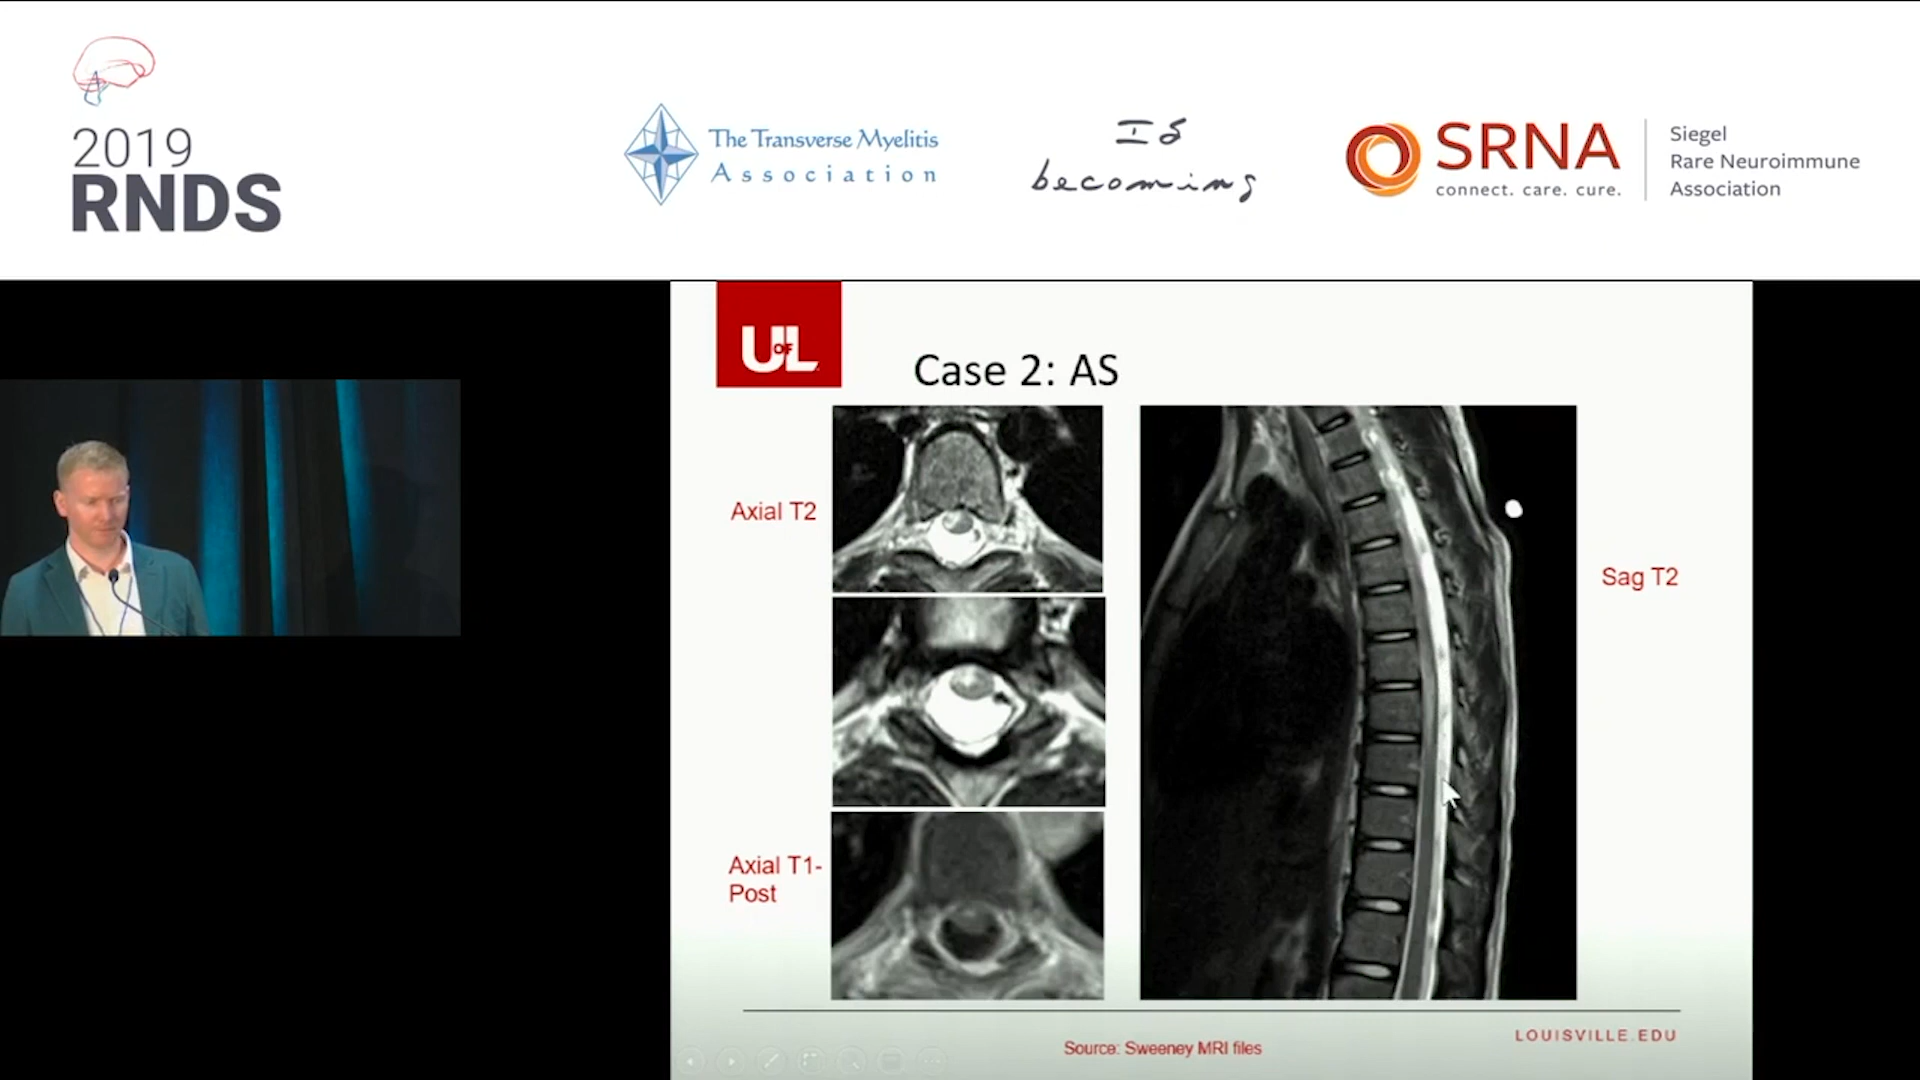 2019
RNDS
The Transverse Myelitis
Association
IS
becoming
SRNA
connect. care. cure.
Siegel
Rare Neuroimmune
Association
U OF L
Case 2: AS
Axial T2
Axial T1-
Post
Sag T2
LOUISVILLE.EDU
Source: Sweeney MRI files